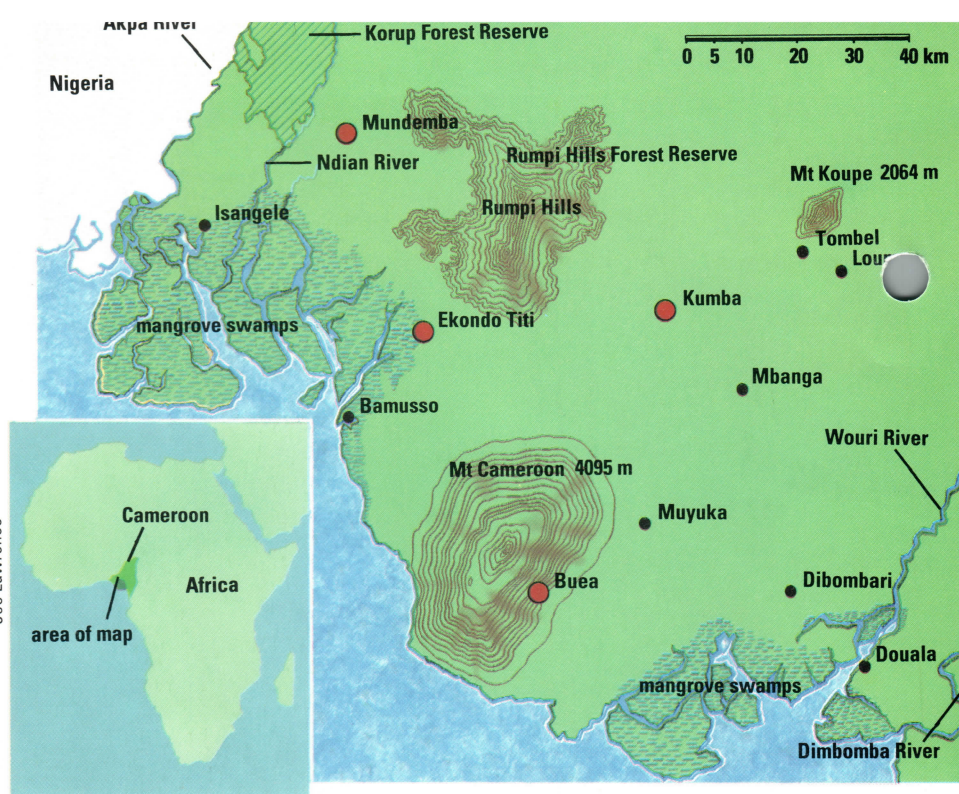 Akpa River
Korup Forest Reserve
0 5 10 20 30 40 km
Nigeria
Mundemba
Ndian River
Rumpi Hills Forest Reserve
Mt Koupe 2064 m
Rumpi Hills
Isangele
Tombel
Kumba
Ekondo Titi
mangrove swamps
Mbanga
Bamusso
Wouri River
Mt Cameroon 4095 m
Muyuka
Cameroon
Africa
Buea
Dibombari
area of map
Douala
mangrove swamps
Dimbomba River